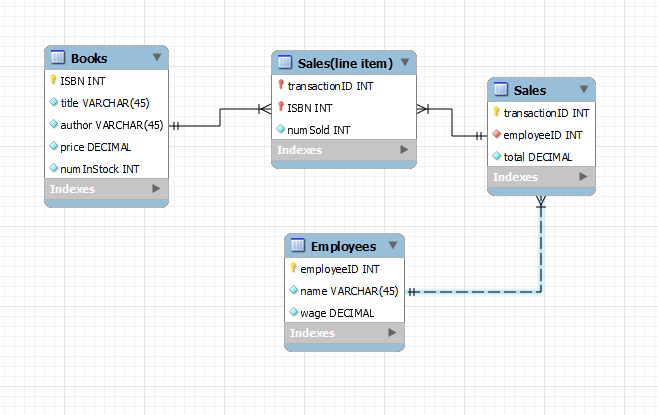 Books
ISBN INT
title VARCHAR(45)
author VARCHAR(45)
price DECIMAL
numInStock INT
Indexes
Sales(line item)
transactionID INT
ISBN INT
numSold INT
Indexes
Sales
transactionID INT
employeeID INT
total DECIMAL
Indexes
Employees
employeeID INT
name VARCHAR(45)
wage DECIMAL
Indexes